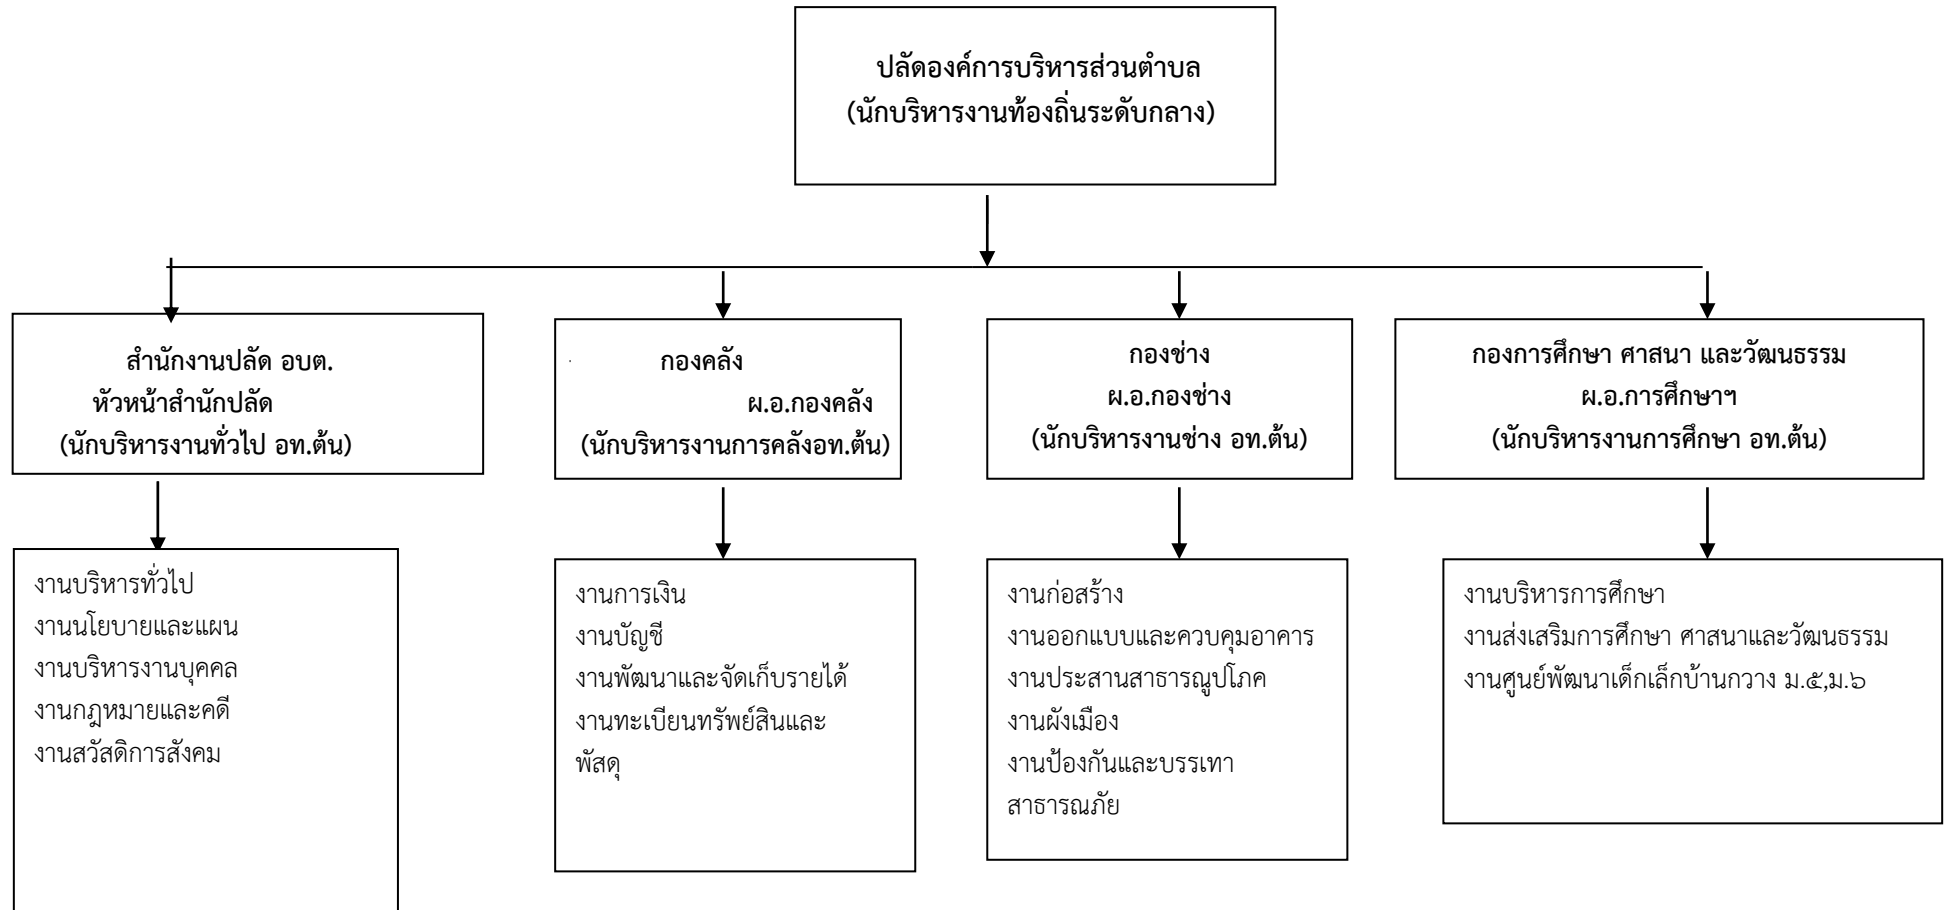 ปลัดองค์การบริหารส่วนตำบล
(นักบริหารงานท้องถิ่นระดับกลาง)
สำนักงานปลัด อบต.
หัวหน้าสำนักปลัด
(นักบริหารงานทั่วไป อท.ต้น)
กองคลัง
ผ.อ.กองคลัง
(นักบริหารงานการคลังอท.ต้น)
กองช่าง
ผ.อ.กองช่าง
(นักบริหารงานช่าง อท.ต้น)
กองการศึกษา ศาสนา และวัฒนธรรม
ผ.อ.การศึกษาฯ
(นักบริหารงานการศึกษา อท.ต้น)
งานบริหารทั่วไป
งานนโยบายและแผน
งานบริหารงานบุคคล
งานกฎหมายและคดี
งานสวัสดิการสังคม
งานการเงิน
งานบัญชี
งานพัฒนาและจัดเก็บรายได้
งานทะเบียนทรัพย์สินและ
พัสดุ
งานก่อสร้าง
งานออกแบบและควบคุมอาคาร
งานประสานสาธารณูปโภค
งานผังเมือง
งานป้องกันและบรรเทา
สาธารณภัย
งานบริหารการศึกษา
งานส่งเสริมการศึกษา ศาสนาและวัฒนธรรม
งานศูนย์พัฒนาเด็กเล็กบ้านกวาง ม.๕,ม.๖